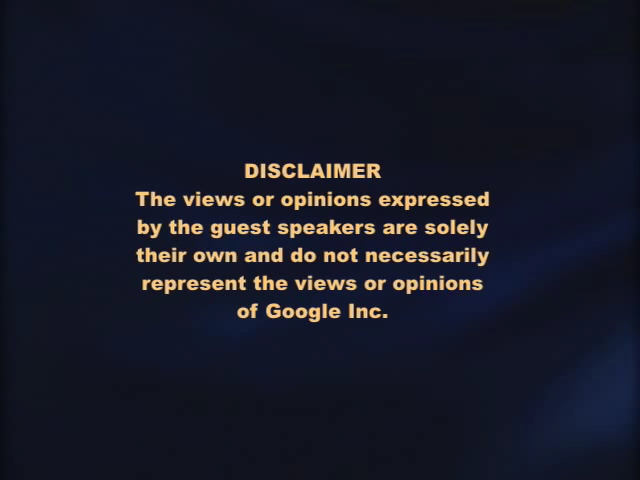 DISCLAIMER
The views or opinions expressed
by the guest speakers are solely
their own and do not necessarily
represent the views or opinions
of Google Inc.